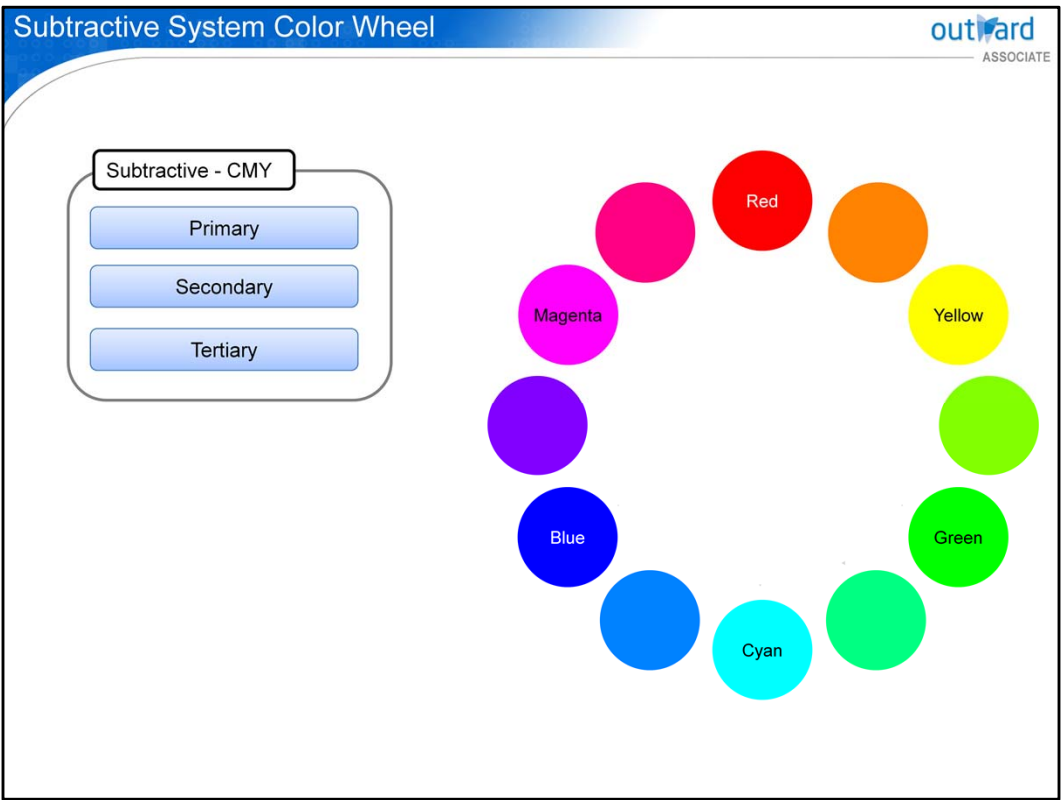 Subtractive System Color Wheel
outward
ASSOCIATE
Subtractive - CMY
Primary
Secondary
Tertiary
Red
Magenta
Yellow
Blue
Green
Cyan